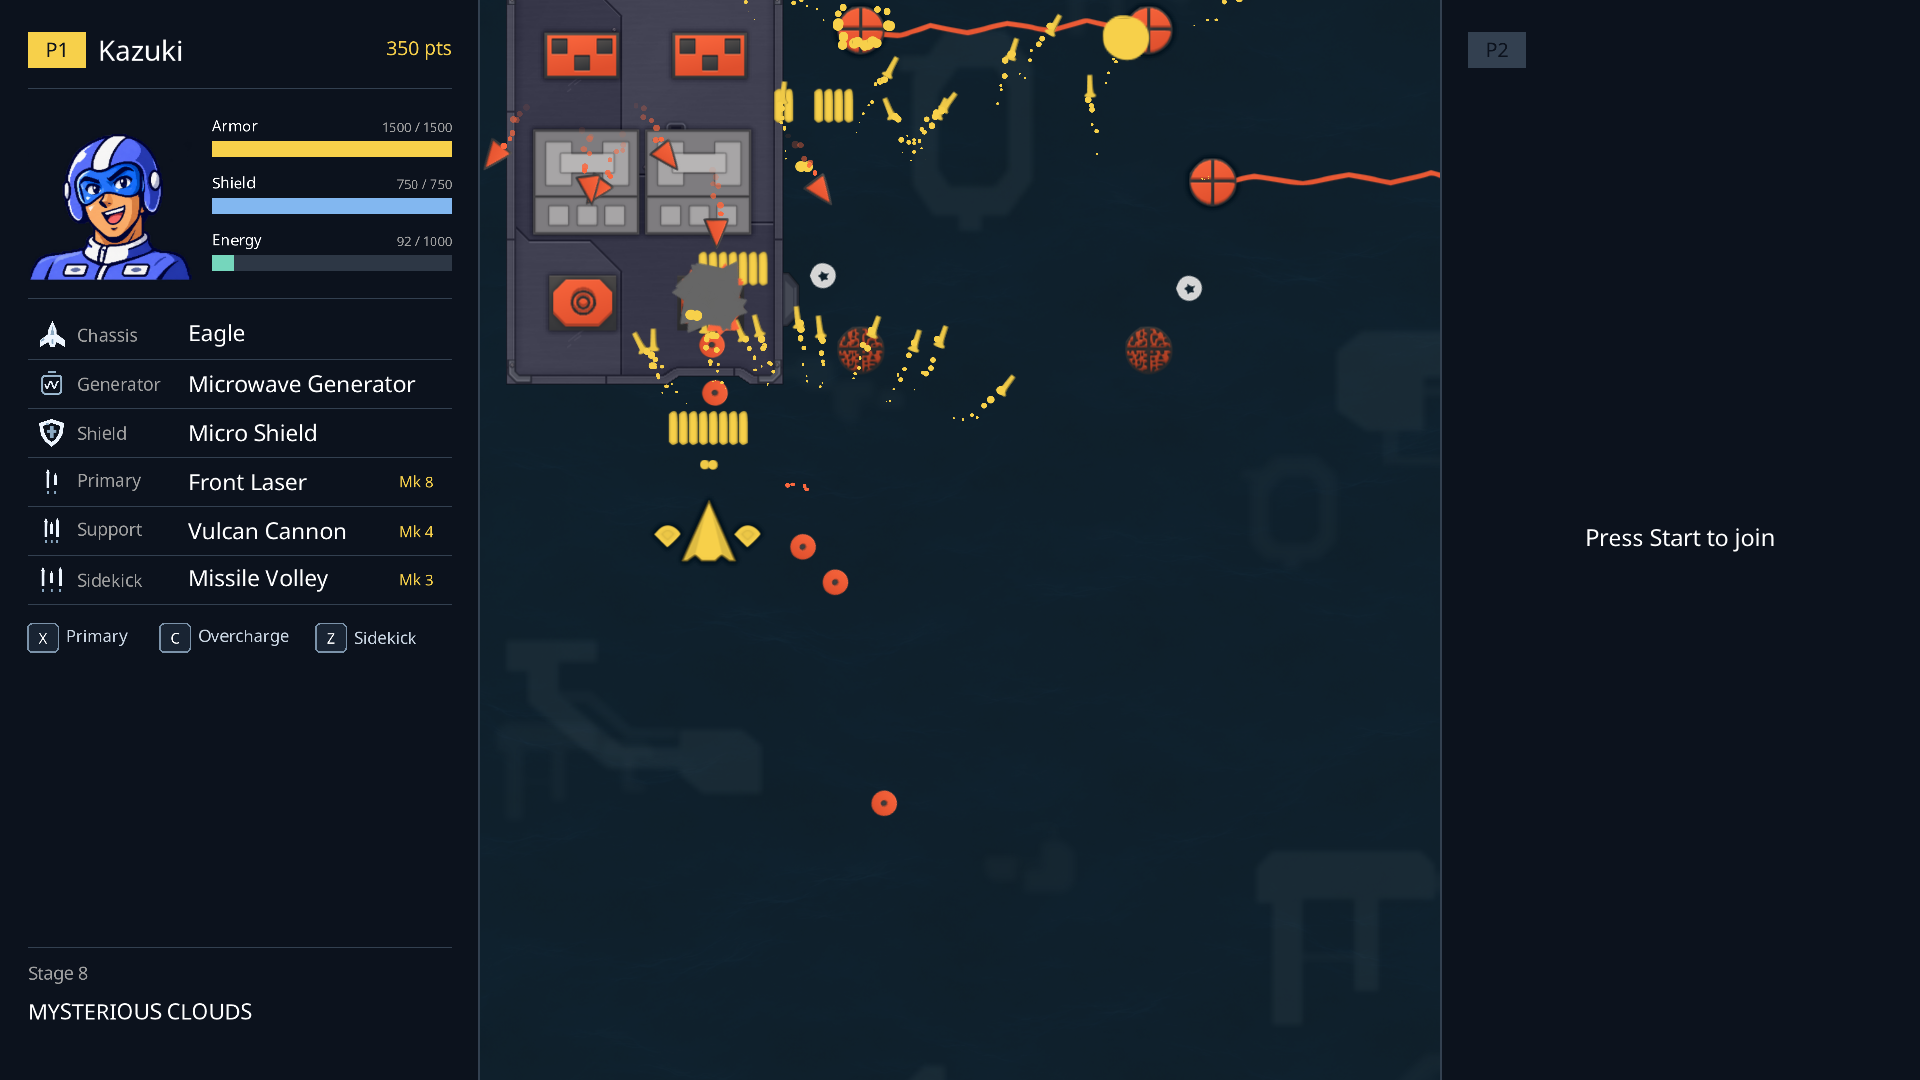 P1 Kazuki 350 pts
Armor 1500 / 1500
Shield 750 / 750
Energy 92 / 1000
Chassis Eagle
Generator Microwave Generator
Shield Micro Shield
Primary Front Laser Mk 8
Support Vulcan Cannon Mk 4
Sidekick Missile Volley Mk 3
X Primary C Overcharge Z Sidekick
Stage 8
MYSTERIOUS CLOUDS
P2
Press Start to join